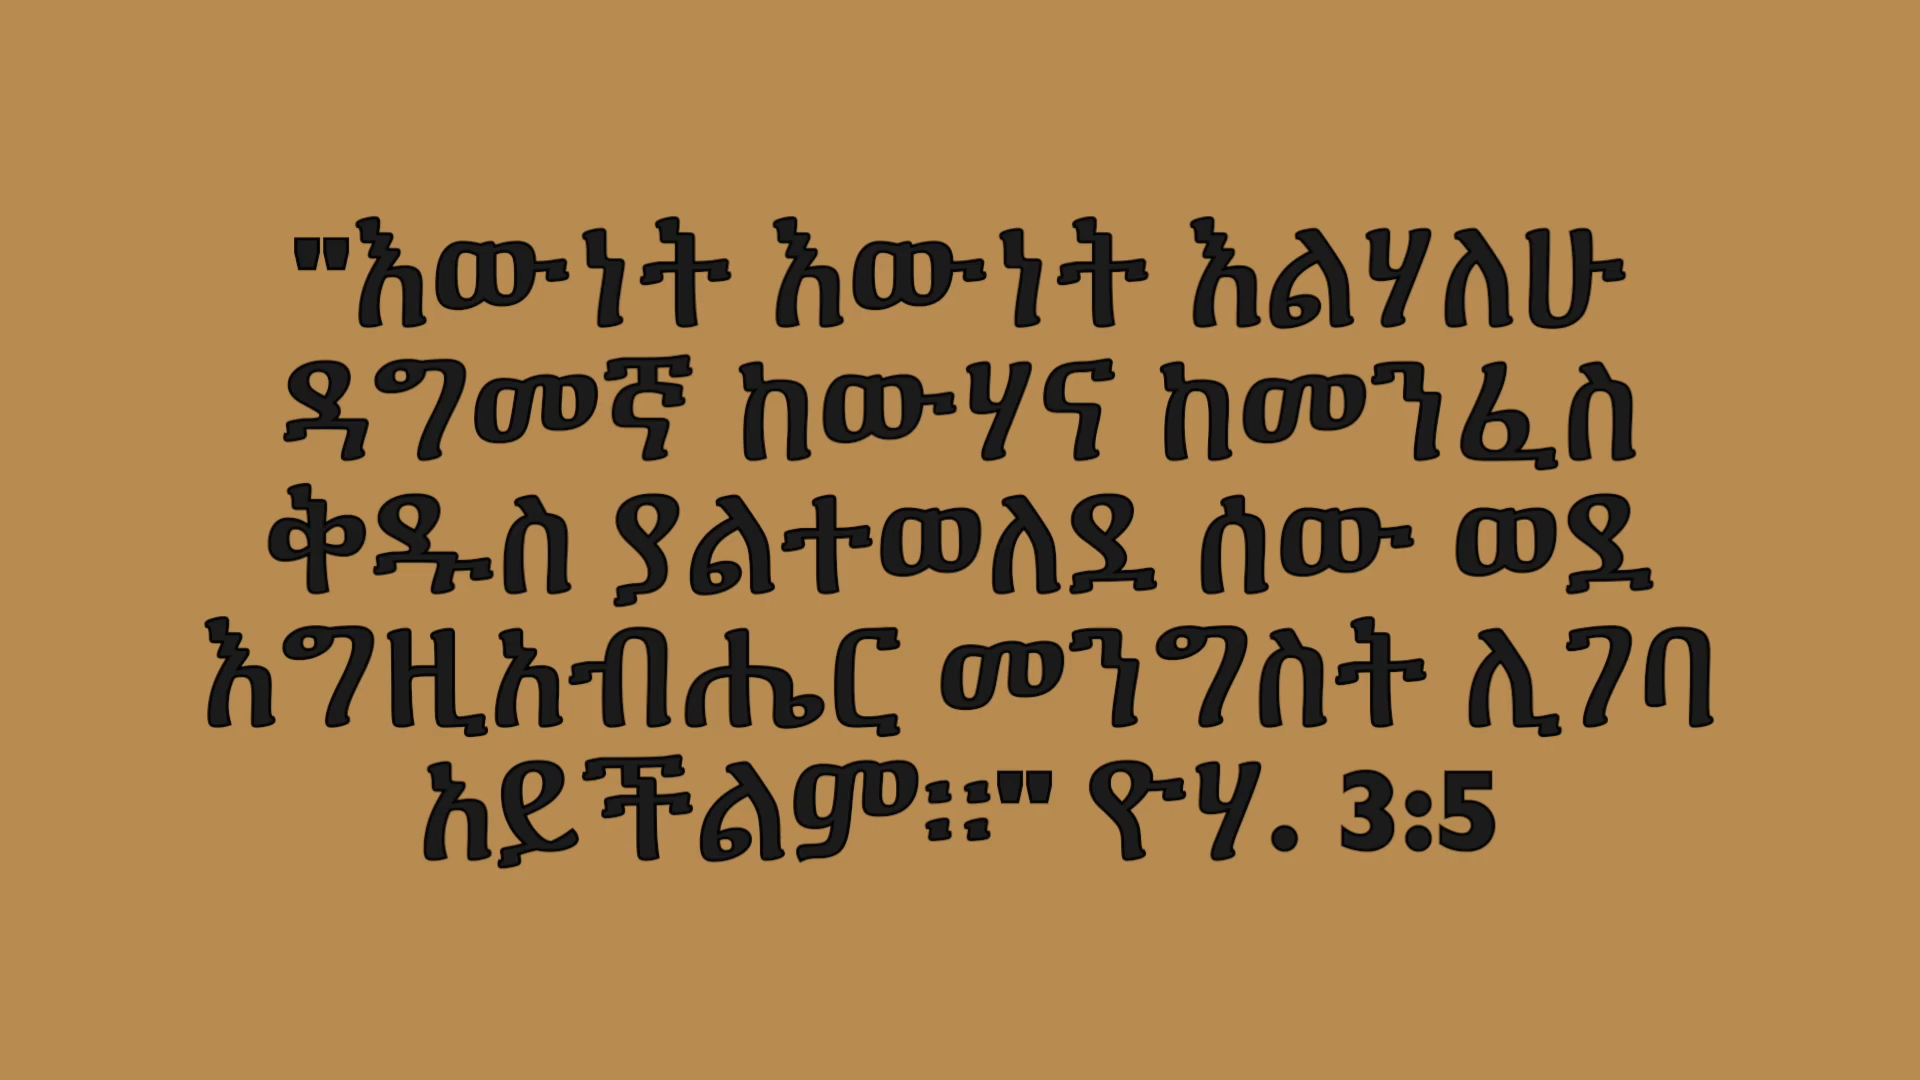 "እውነት እውነት እልሃለሁ
ዳግመኛ ከውሃና ከመንፈስ
ቅዱስ ያልተወለደ ሰው ወደ
እግዚአብሔር መንግስት ሊገባ
አይችልም።።" ዮሃ. 3:5